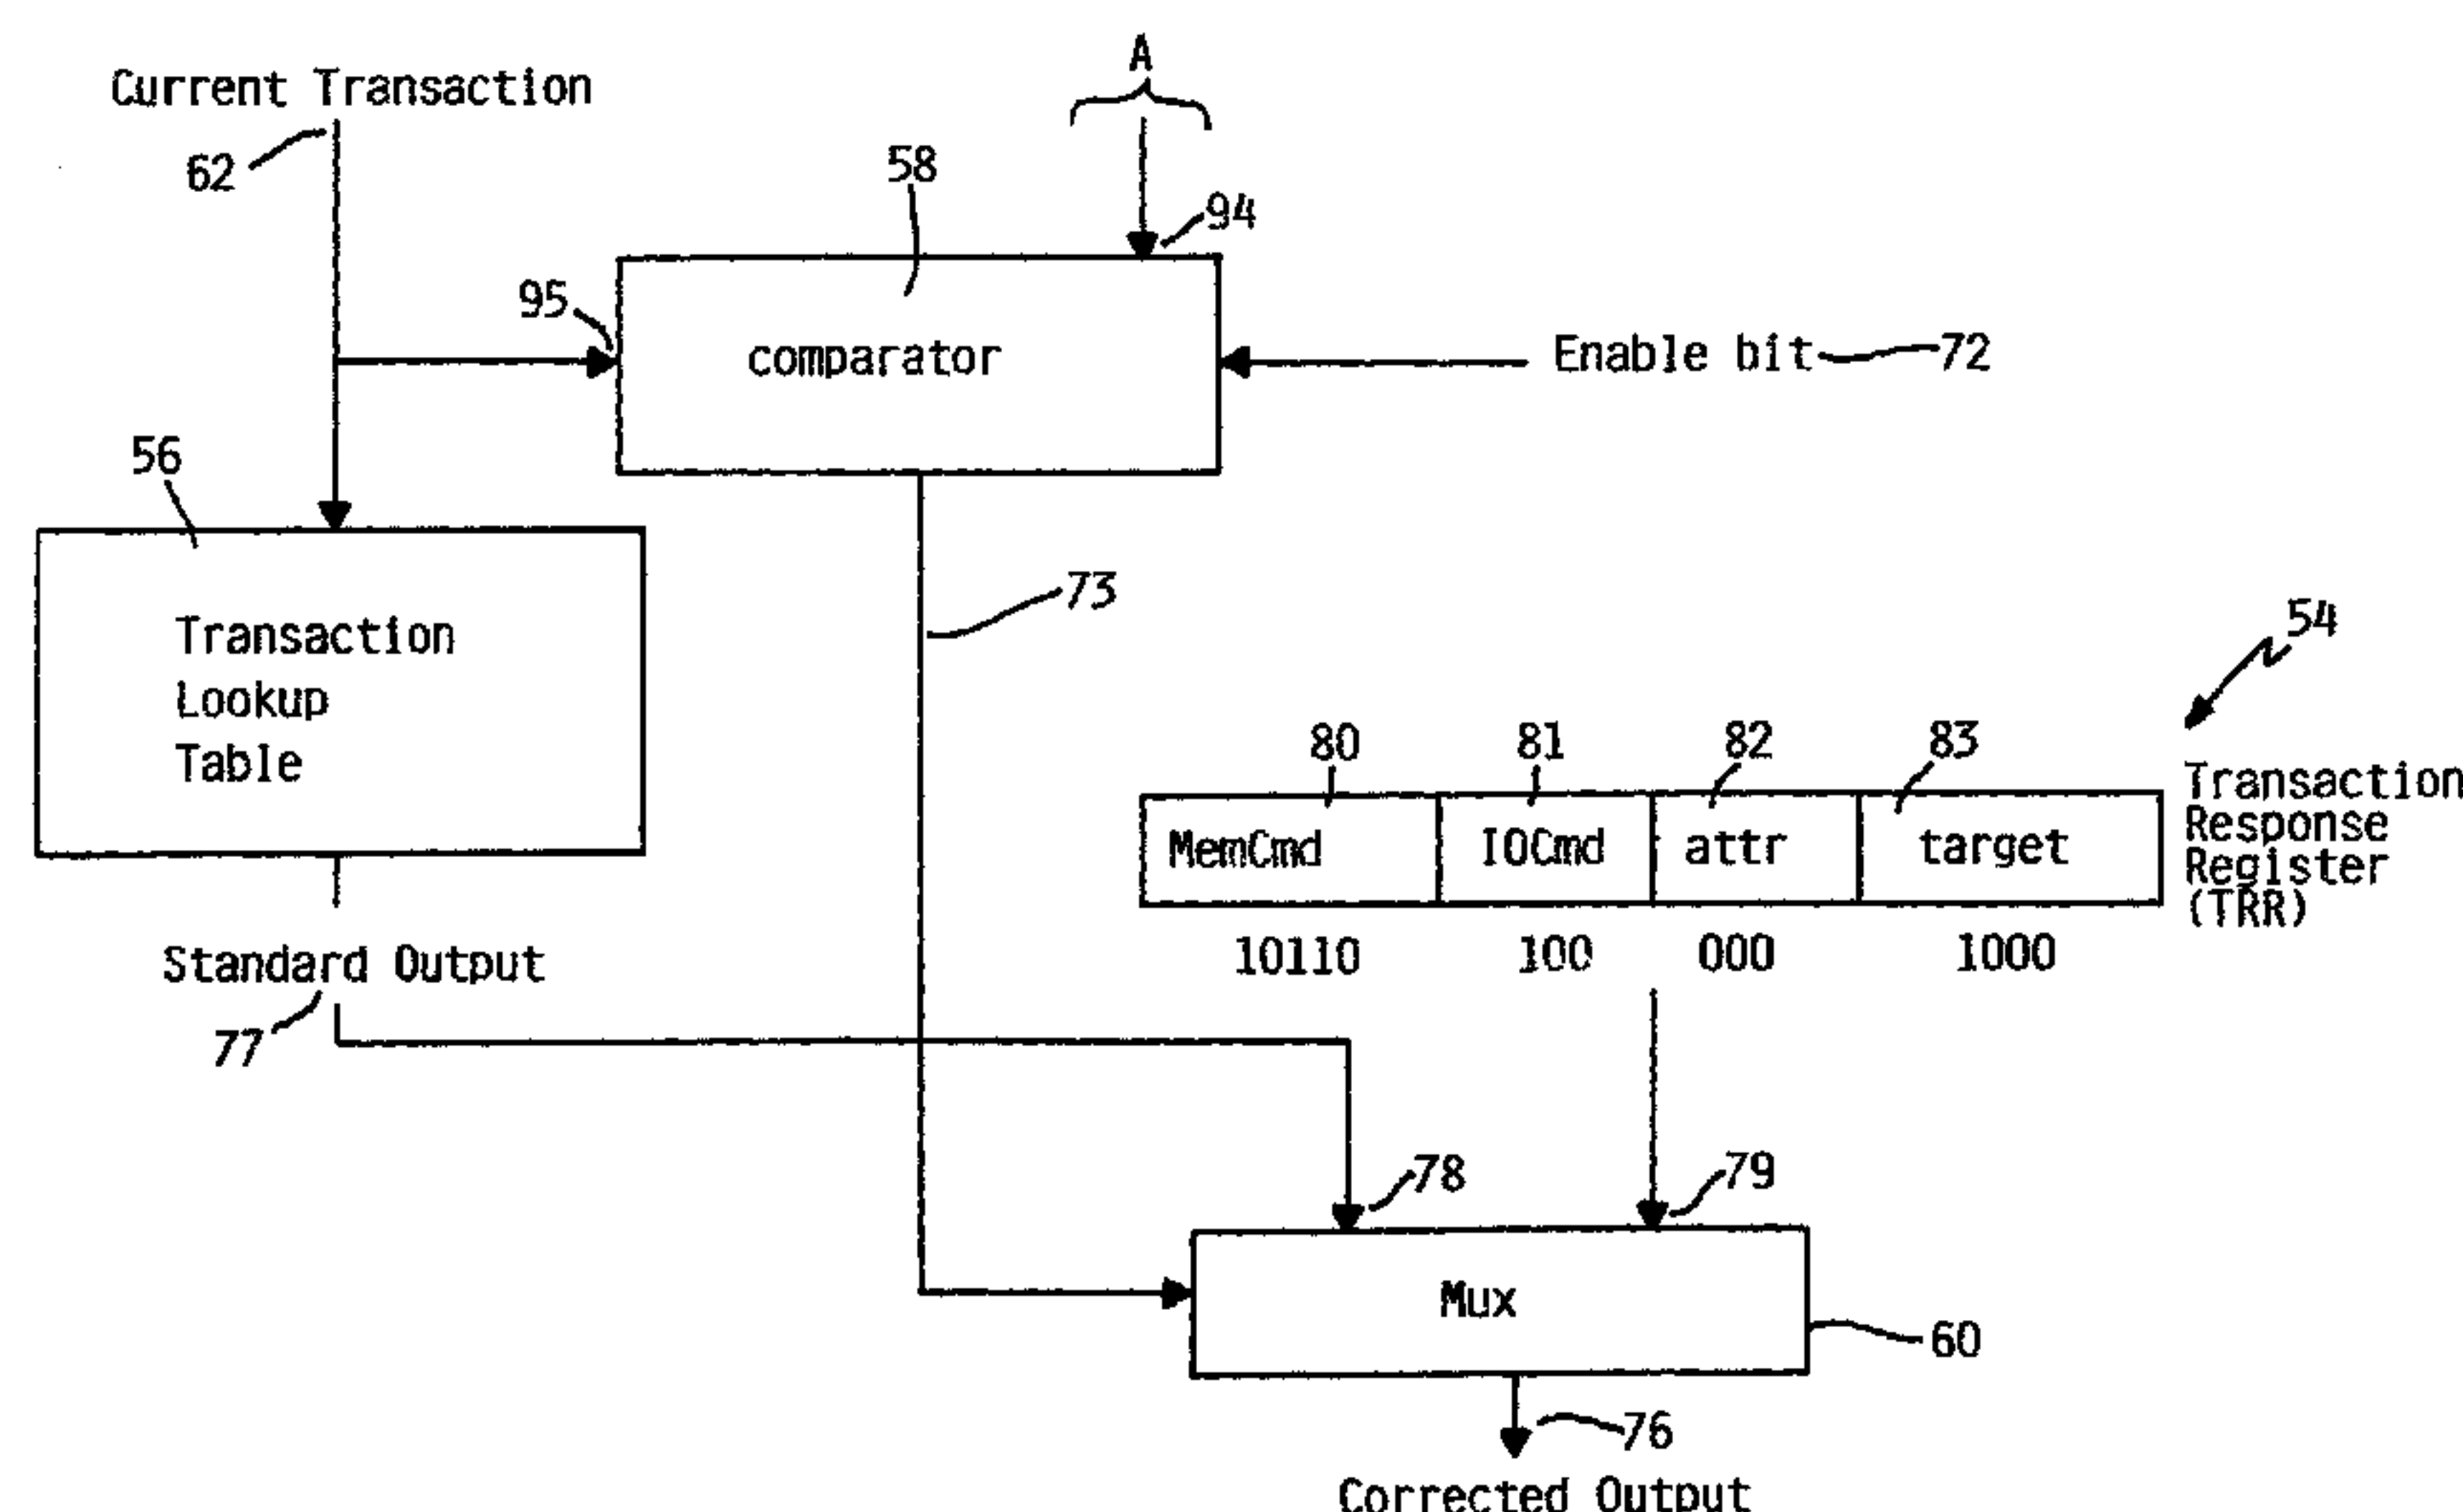 A
Current Transaction
62
58
94
95
comparator
Enable bit 72
56
73
Transaction
Lookup
Table
54
80 81 82 83
MemCmd IOCmd attr target
Transaction
Response
Register
(TRR)
10110 100 000 1000
Standard Output
77
78 79
Mux
60
76
Corrected Output